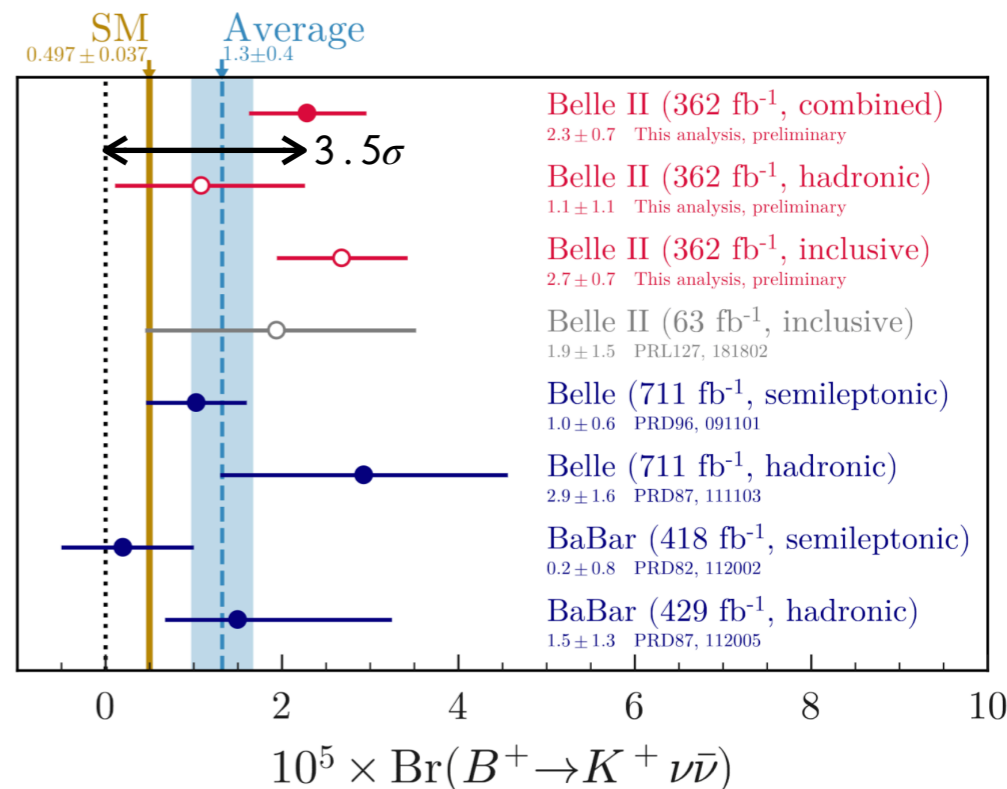 SM Average
0.497 ± 0.037 1.3±0.4
Belle II (362 fb⁻¹, combined)
2.3 ± 0.7 This analysis, preliminary
3.5σ
Belle II (362 fb⁻¹, hadronic)
1.1 ± 1.1 This analysis, preliminary
Belle II (362 fb⁻¹, inclusive)
2.7 ± 0.7 This analysis, preliminary
Belle II (63 fb⁻¹, inclusive)
1.9 ± 1.5 PRL127, 181802
Belle (711 fb⁻¹, semileptonic)
1.0 ± 0.6 PRD96, 091101
Belle (711 fb⁻¹, hadronic)
2.9 ± 1.6 PRD87, 111103
BaBar (418 fb⁻¹, semileptonic)
0.2 ± 0.8 PRD82, 112002
BaBar (429 fb⁻¹, hadronic)
1.5 ± 1.3 PRD87, 112005
0 2 4 6 8 10
10⁵ × Br(B⁺→K⁺νν̄)